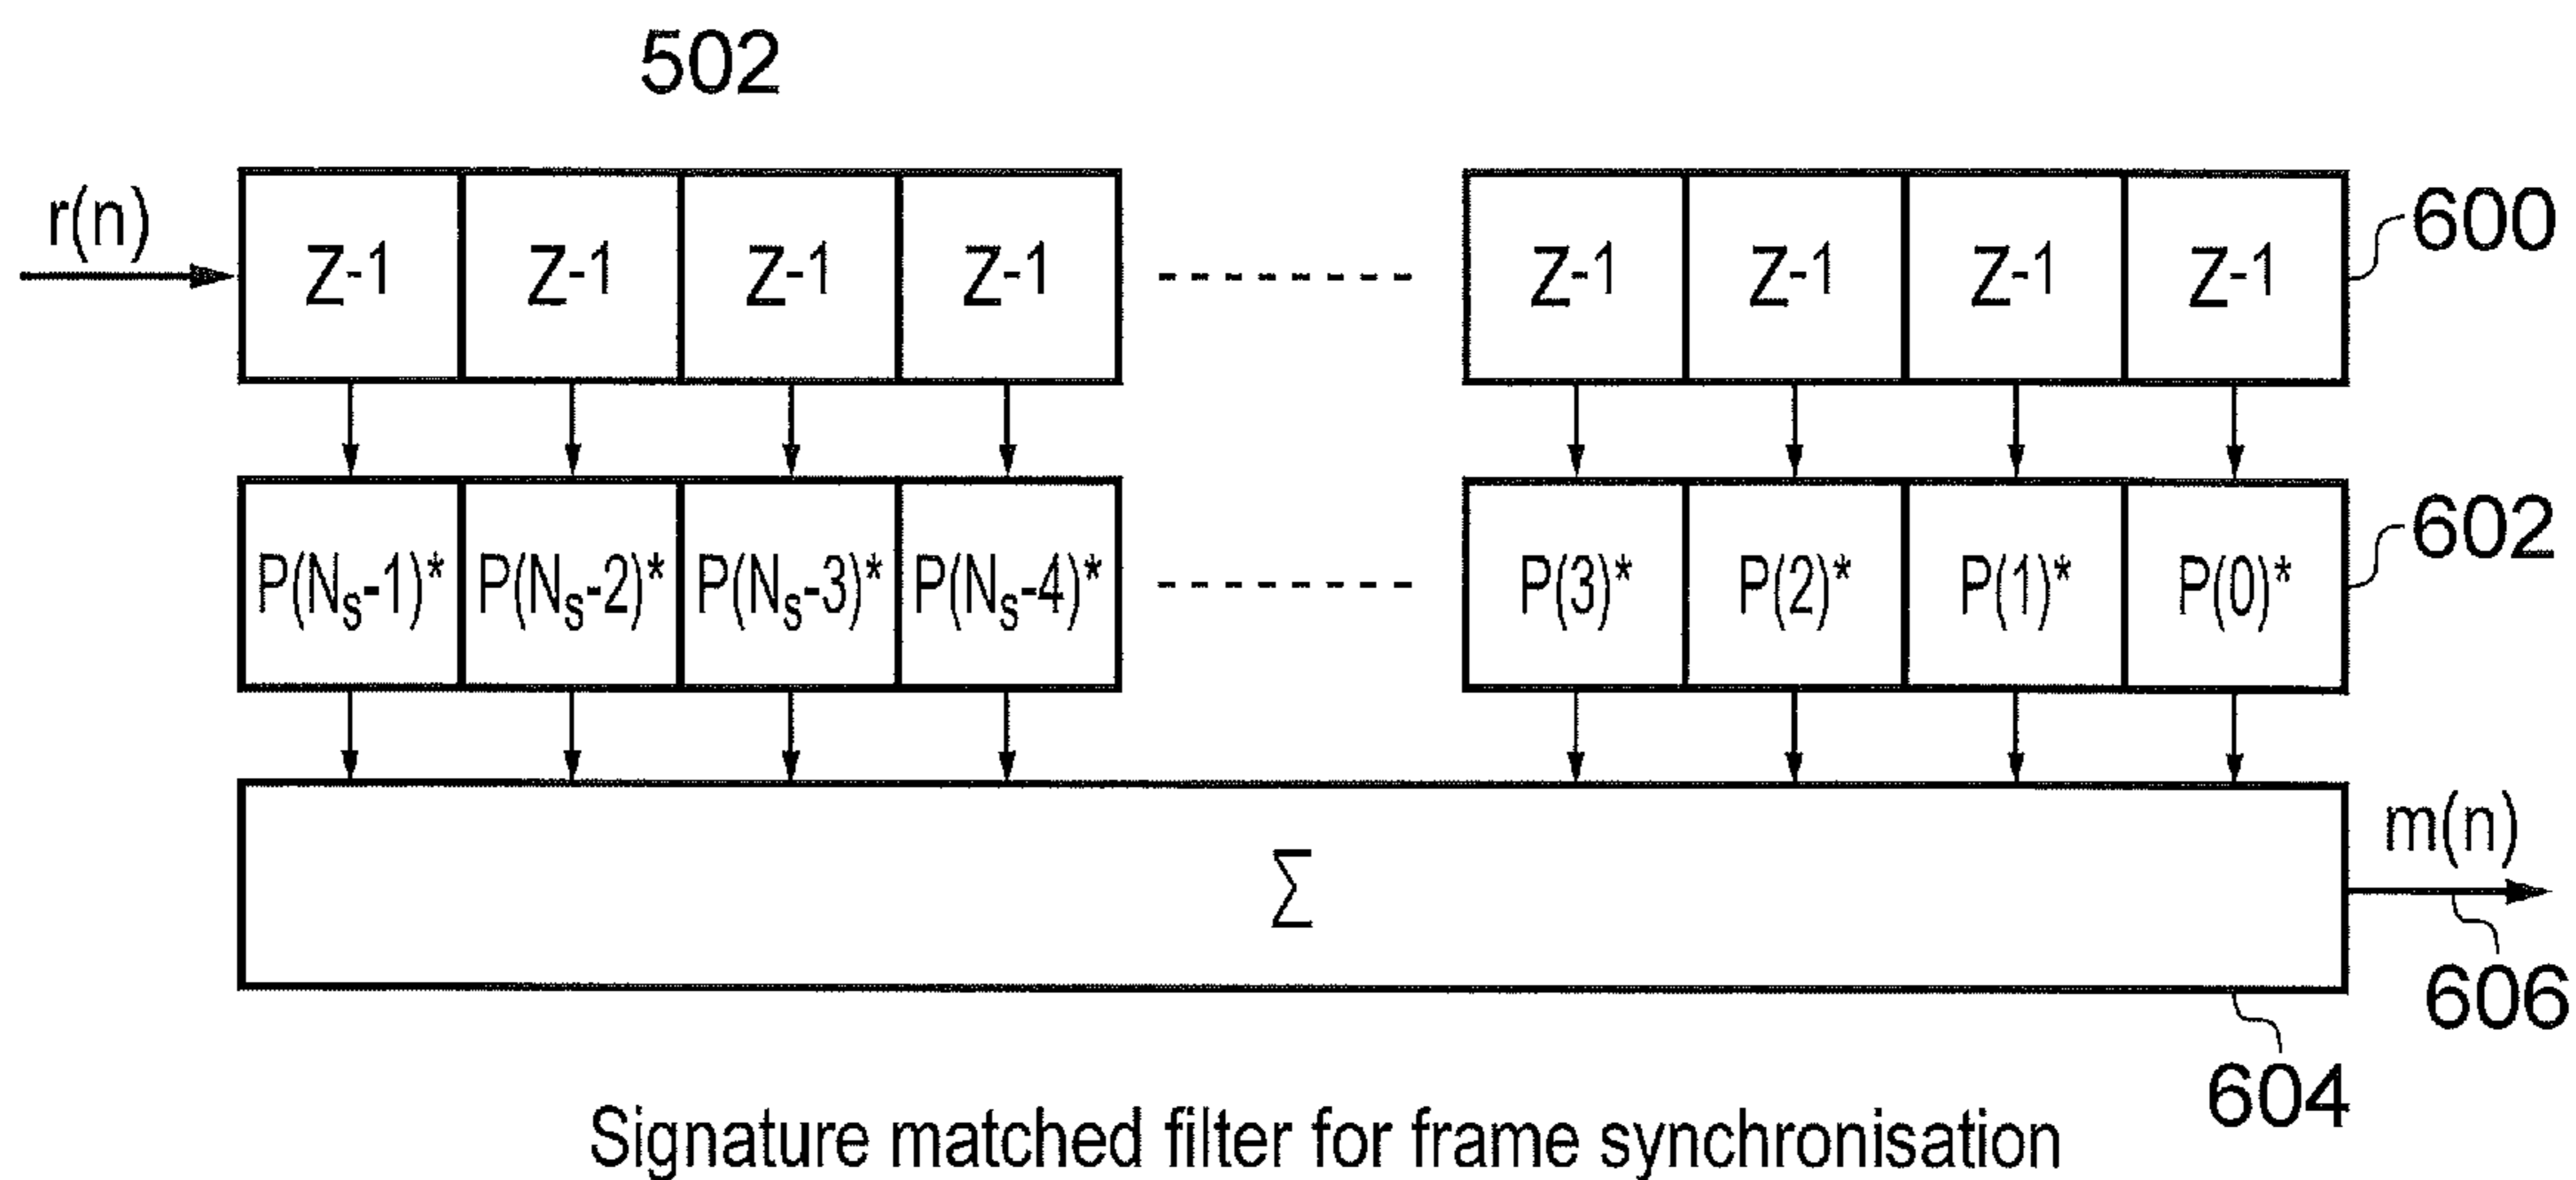 502
r(n)
Z-1 Z-1 Z-1 Z-1 Z-1 Z-1 Z-1 Z-1
600
P(Ns-1)* P(Ns-2)* P(Ns-3)* P(Ns-4)* P(3)* P(2)* P(1)* P(0)*
602
Σ
m(n)
606
604
Signature matched filter for frame synchronisation